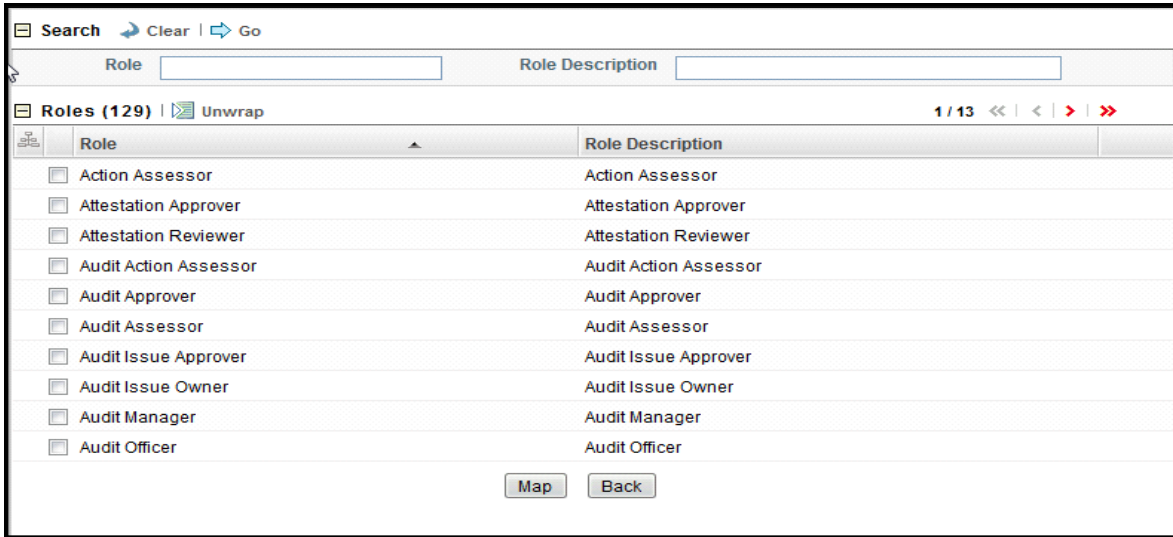 Search Clear | Go
Role Role Description
Roles (129) | Unwrap 1 / 13 << | < | > | >>
Role Role Description
Action Assessor Action Assessor
Attestation Approver Attestation Approver
Attestation Reviewer Attestation Reviewer
Audit Action Assessor Audit Action Assessor
Audit Approver Audit Approver
Audit Assessor Audit Assessor
Audit Issue Approver Audit Issue Approver
Audit Issue Owner Audit Issue Owner
Audit Manager Audit Manager
Audit Officer Audit Officer
Map Back